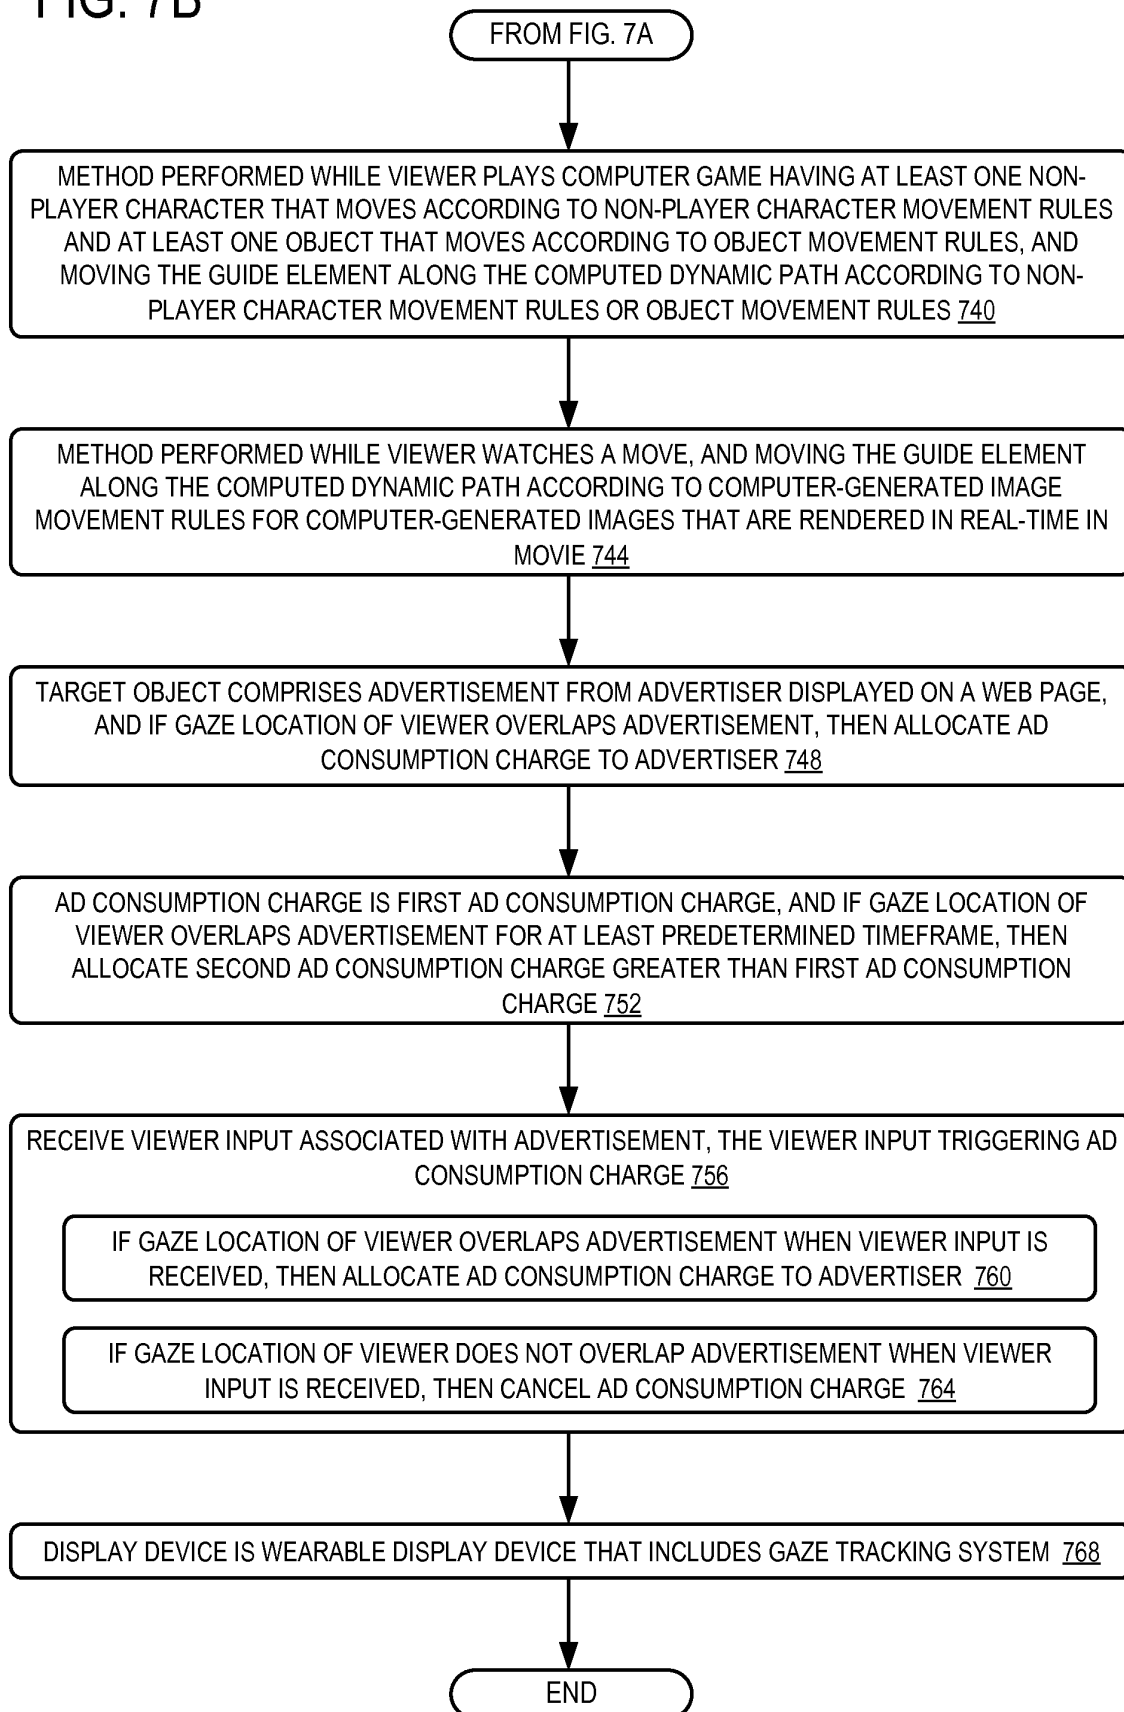 FIG. 7B
FROM FIG. 7A
METHOD PERFORMED WHILE VIEWER PLAYS COMPUTER GAME HAVING AT LEAST ONE NON-
PLAYER CHARACTER THAT MOVES ACCORDING TO NON-PLAYER CHARACTER MOVEMENT RULES
AND AT LEAST ONE OBJECT THAT MOVES ACCORDING TO OBJECT MOVEMENT RULES, AND
MOVING THE GUIDE ELEMENT ALONG THE COMPUTED DYNAMIC PATH ACCORDING TO NON-
PLAYER CHARACTER MOVEMENT RULES OR OBJECT MOVEMENT RULES 740
METHOD PERFORMED WHILE VIEWER WATCHES A MOVE, AND MOVING THE GUIDE ELEMENT
ALONG THE COMPUTED DYNAMIC PATH ACCORDING TO COMPUTER-GENERATED IMAGE
MOVEMENT RULES FOR COMPUTER-GENERATED IMAGES THAT ARE RENDERED IN REAL-TIME IN
MOVIE 744
TARGET OBJECT COMPRISES ADVERTISEMENT FROM ADVERTISER DISPLAYED ON A WEB PAGE,
AND IF GAZE LOCATION OF VIEWER OVERLAPS ADVERTISEMENT, THEN ALLOCATE AD
CONSUMPTION CHARGE TO ADVERTISER 748
AD CONSUMPTION CHARGE IS FIRST AD CONSUMPTION CHARGE, AND IF GAZE LOCATION OF
VIEWER OVERLAPS ADVERTISEMENT FOR AT LEAST PREDETERMINED TIMEFRAME, THEN
ALLOCATE SECOND AD CONSUMPTION CHARGE GREATER THAN FIRST AD CONSUMPTION
CHARGE 752
RECEIVE VIEWER INPUT ASSOCIATED WITH ADVERTISEMENT, THE VIEWER INPUT TRIGGERING AD
CONSUMPTION CHARGE 756
IF GAZE LOCATION OF VIEWER OVERLAPS ADVERTISEMENT WHEN VIEWER INPUT IS
RECEIVED, THEN ALLOCATE AD CONSUMPTION CHARGE TO ADVERTISER 760
IF GAZE LOCATION OF VIEWER DOES NOT OVERLAP ADVERTISEMENT WHEN VIEWER
INPUT IS RECEIVED, THEN CANCEL AD CONSUMPTION CHARGE 764
DISPLAY DEVICE IS WEARABLE DISPLAY DEVICE THAT INCLUDES GAZE TRACKING SYSTEM 768
END